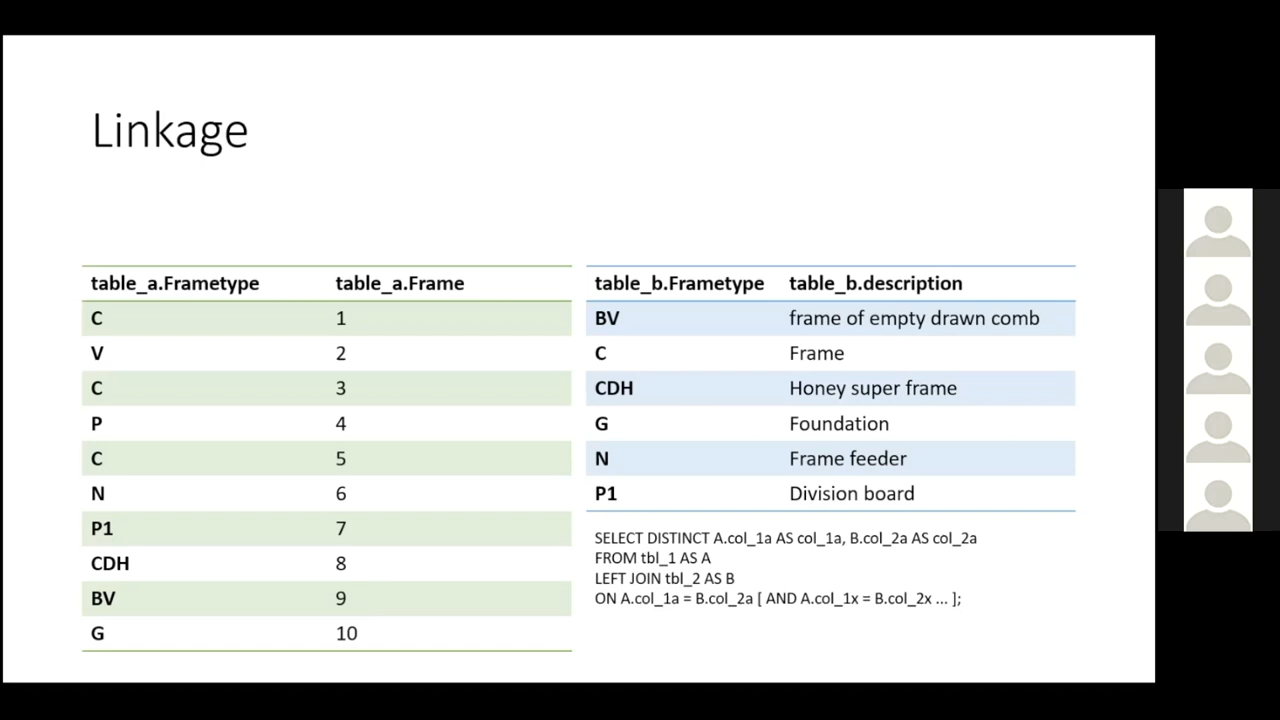 Linkage
table_a.Frametype table_a.Frame
C 1
V 2
C 3
P 4
C 5
N 6
P1 7
CDH 8
BV 9
G 10
table_b.Frametype table_b.description
BV frame of empty drawn comb
C Frame
CDH Honey super frame
G Foundation
N Frame feeder
P1 Division board
SELECT DISTINCT A.col_1a AS col_1a, B.col_2a AS col_2a
FROM tbl_1 AS A
LEFT JOIN tbl_2 AS B
ON A.col_1a = B.col_2a [ AND A.col_1x = B.col_2x ... ];